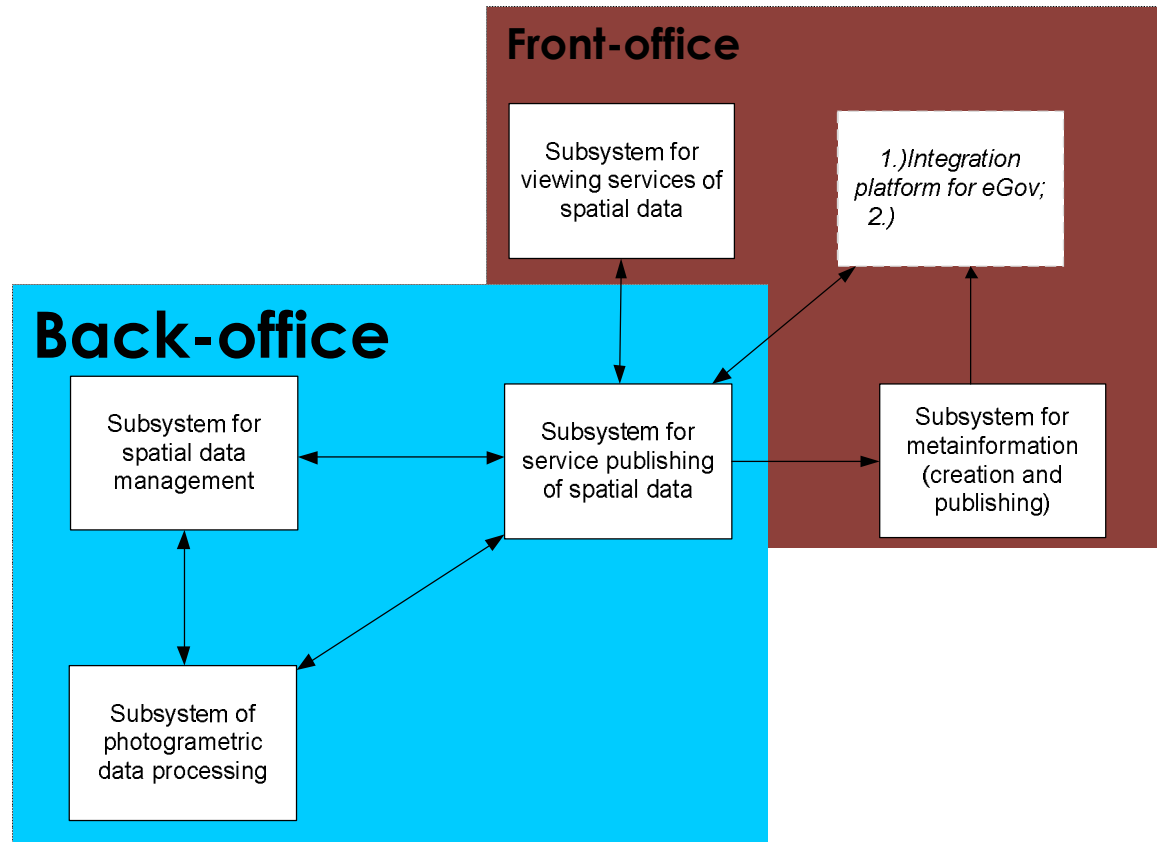 Front-office
Subsystem for
viewing services of
spatial data
1.)Integration
platform for eGov;
2.)
Back-office
Subsystem for
spatial data
management
Subsystem for
service publishing
of spatial data
Subsystem for
metainformation
(creation and
publishing)
Subsystem of
photogrametric
data processing